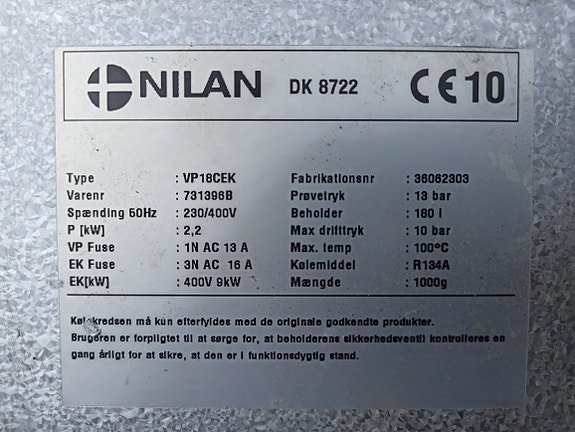 NILAN DK 8722 CE 10
Type : VP18CEK Fabrikationsnr : 36062303
Varenr : 731396B Prøvetryk : 13 bar
Spænding 50Hz : 230/400V Beholder : 180 l
P [kW] : 2,2 Max drifttryk : 10 bar
VP Fuse : 1N AC 13 A Max. temp : 100°C
EK Fuse : 3N AC 16 A Kølemiddel : R134A
EK[kW] : 400V 9kW Mængde : 1000g
Kølekredsen må kun efterfyldes med de originale godkendte produkter.
Brugeren er forpligtet til at sørge for, at beholderens sikkerhedsventil kontrolleres en
gang årligt for at sikre, at den er i funktionsdygtig stand.